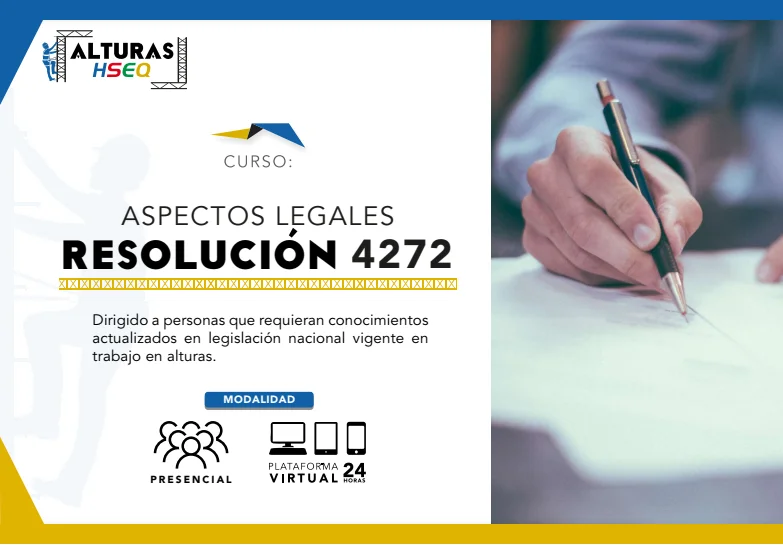 ALTURAS
HSEQ
CURSO:
ASPECTOS LEGALES
RESOLUCIÓN 4272
Dirigido a personas que requieran conocimientos
actualizados en legislación nacional vigente en
trabajo en alturas.
MODALIDAD
PRESENCIAL
PLATAFORMA
VIRTUAL 24
HORAS